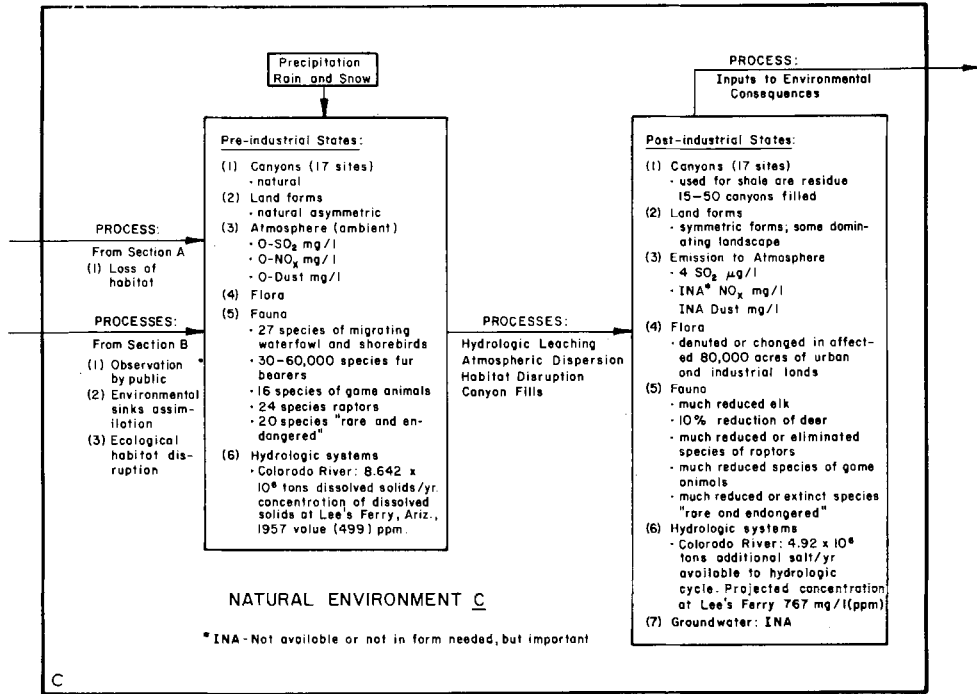 Precipitation
Rain and Snow
PROCESS:
From Section A
(1) Loss of
habitat
PROCESSES:
From Section B
(1) Observation *
by public
(2) Environmental
sinks assim-
ilation
(3) Ecological
habitat dis-
ruption
Pre-industrial States:
(1) Canyons (17 sites)
· natural
(2) Land forms
· natural asymmetric
(3) Atmosphere (ambient)
· O-SO₂ mg/l
· O-NOₓ mg/l
· O-Dust mg/l
(4) Flora
(5) Fauna
· 27 species of migrating
waterfowl and shorebirds
· 30-60,000 species fur
bearers
· 16 species of game animals
· 24 species raptors
· 20 species "rare and en-
dangered"
(6) Hydrologic systems
· Colorado River: 8.642 x
10⁶ tons dissolved solids/yr.
concentration of dissolved
solids at Lee's Ferry, Ariz.,
1957 value (499) ppm.
PROCESSES:
Hydrologic Leaching
Atmospheric Dispersion
Habitat Disruption
Canyon Fills
PROCESS:
Inputs to Environmental
Consequences
Post-industrial States:
(1) Canyons (17 sites)
· used for shale are residue
15-50 canyons filled
(2) Land forms
· symmetric forms; some domi-
nating landscape
(3) Emission to Atmosphere
· 4 SO₂ µg/l
· INA* NOₓ mg/l
INA Dust mg/l
(4) Flora
· denuted or changed in affect-
ed 80,000 acres of urban
and industrial lands
(5) Fauna
· much reduced elk
· 10% reduction of deer
· much reduced or eliminated
species of raptors
· much reduced species of game
animals
· much reduced or extinct species
"rare and endangered"
(6) Hydrologic systems
· Colorado River: 4.92 x 10⁶
tons additional salt/yr
available to hydrologic
cycle. Projected concentration
at Lee's Ferry 767 mg/l(ppm)
(7) Groundwater: INA
NATURAL ENVIRONMENT C
*INA-Not available or not in form needed, but important
C